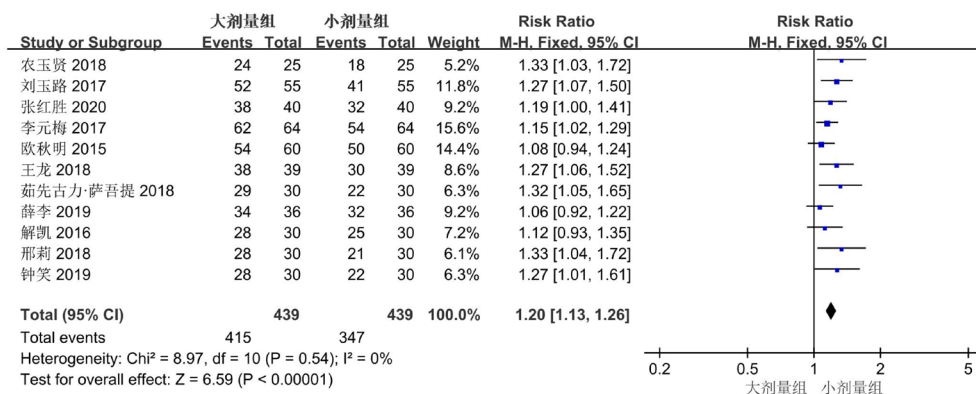 大剂量组 小剂量组 Risk Ratio Risk Ratio
Study or Subgroup Events Total Events Total Weight M-H, Fixed, 95% CI M-H, Fixed, 95% CI
农玉贤 2018 24 25 18 25 5.2% 1.33 [1.03, 1.72]
刘玉路 2017 52 55 41 55 11.8% 1.27 [1.07, 1.50]
张红胜 2020 38 40 32 40 9.2% 1.19 [1.00, 1.41]
李元梅 2017 62 64 54 64 15.6% 1.15 [1.02, 1.29]
欧秋明 2015 54 60 50 60 14.4% 1.08 [0.94, 1.24]
王龙 2018 38 39 30 39 8.6% 1.27 [1.06, 1.52]
茹先古力·萨吾提 2018 29 30 22 30 6.3% 1.32 [1.05, 1.65]
薛李 2019 34 36 32 36 9.2% 1.06 [0.92, 1.22]
解凯 2016 28 30 25 30 7.2% 1.12 [0.93, 1.35]
邢莉 2018 28 30 21 30 6.1% 1.33 [1.04, 1.72]
钟笑 2019 28 30 22 30 6.3% 1.27 [1.01, 1.61]
Total (95% CI) 439 439 100.0% 1.20 [1.13, 1.26]
Total events 415 347
Heterogeneity: Chi² = 8.97, df = 10 (P = 0.54); I² = 0%
Test for overall effect: Z = 6.59 (P < 0.00001)
0.2 0.5 1 2 5
大剂量组 小剂量组